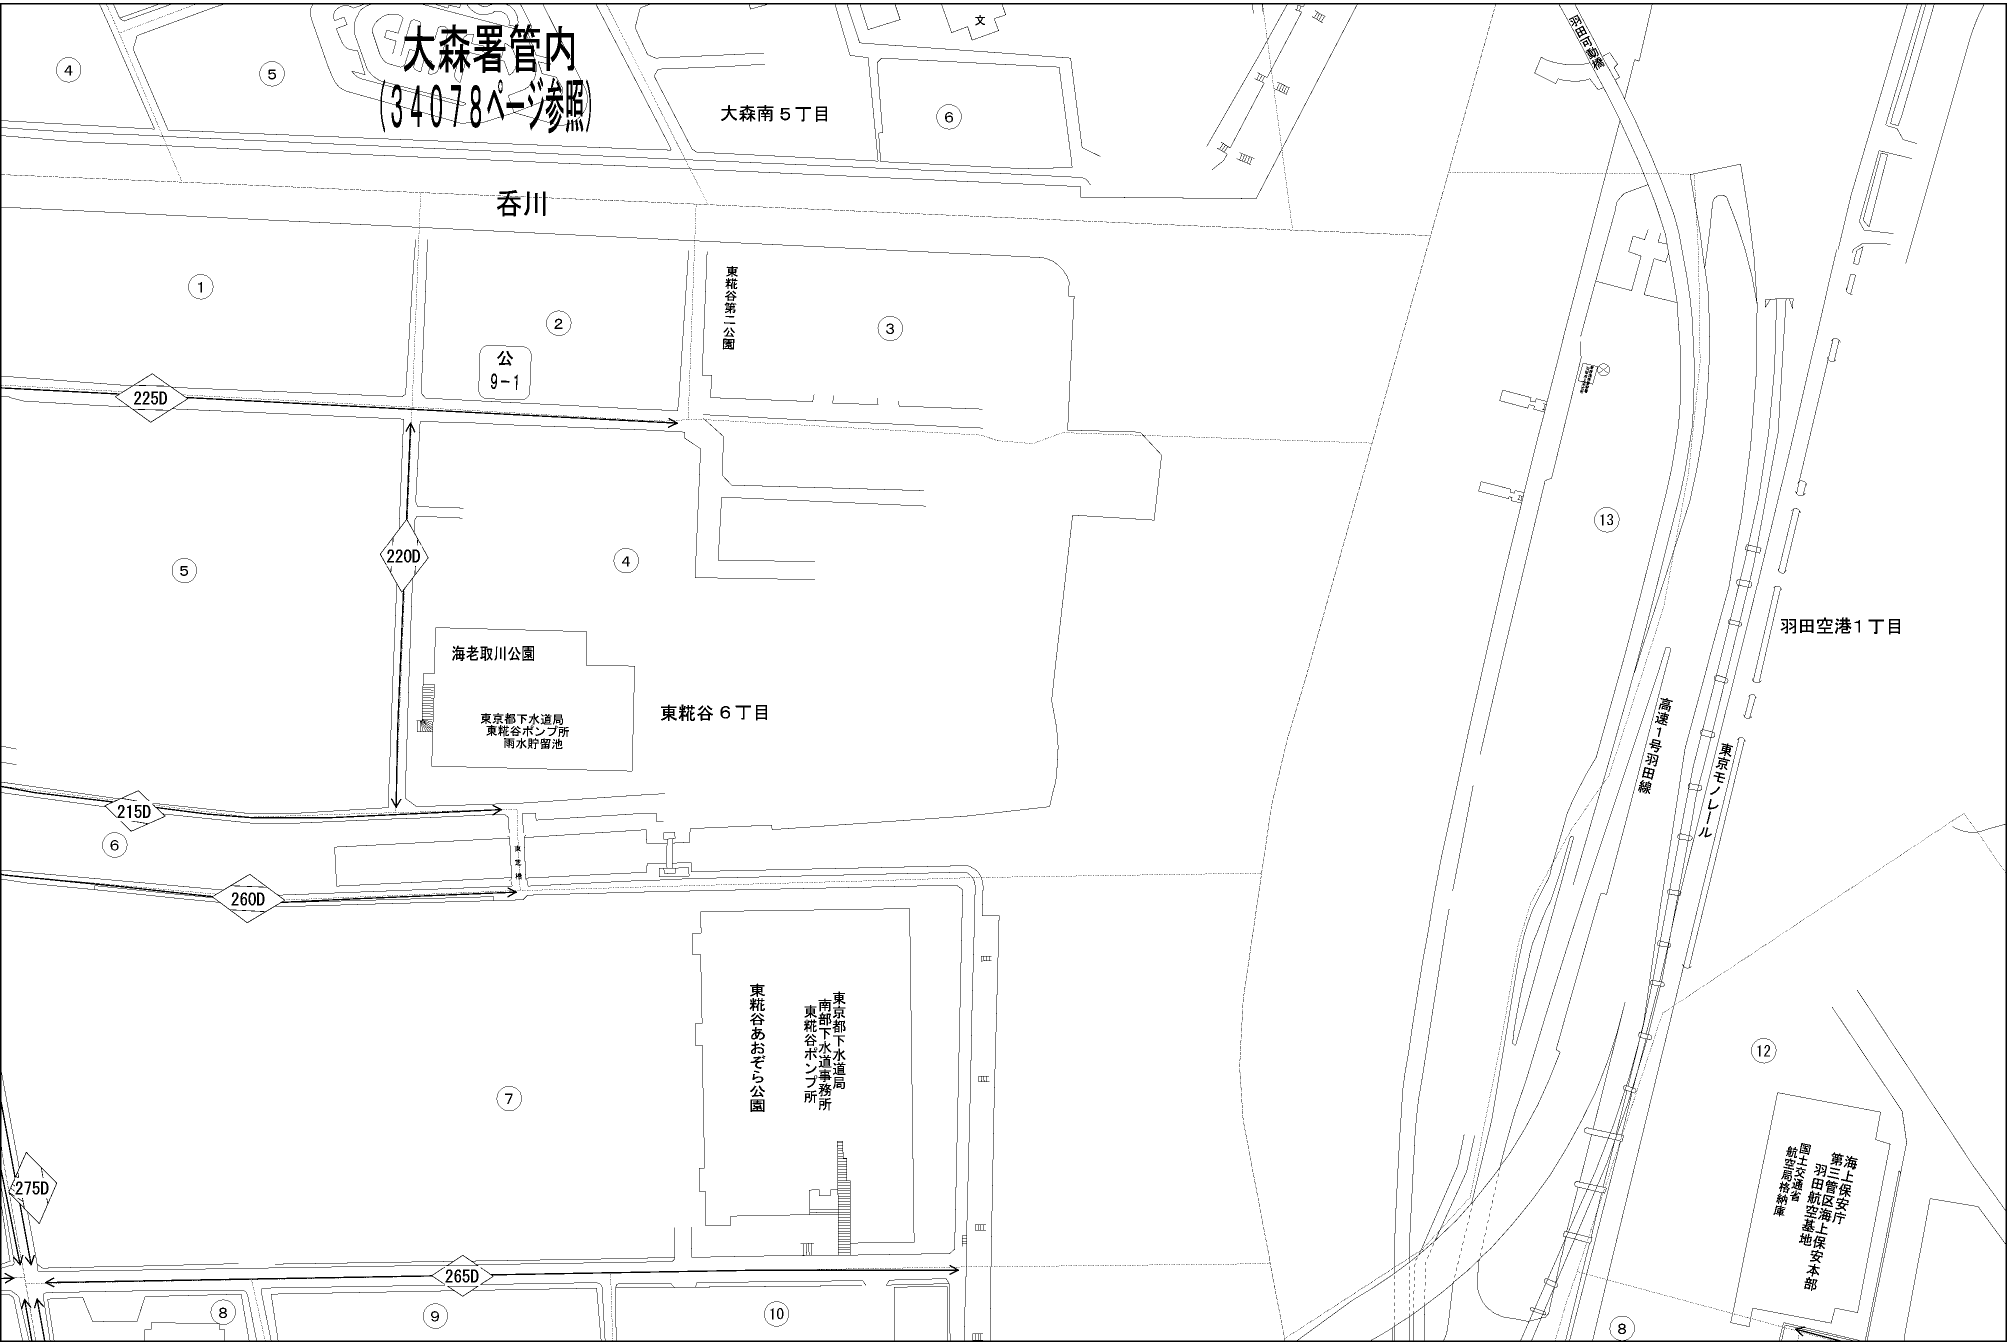 大森署管内
(34078ページ参照)
文
羽田可動橋
④
⑤
大森南5丁目
⑥
呑川
①
②
東糀谷第二公園
③
公
9-1
225D
220D
⑤
④
⑬
羽田空港1丁目
海老取川公園
東京都下水道局
東糀谷ポンプ所
雨水貯留池
東糀谷6丁目
高速1号羽田線
東京モノレール
215D
⑥
260D
⑦
東糀谷あおぞら公園
東京都下水道局
南部下水道事務所
東糀谷ポンプ所
⑫
海上保安庁
第三管区海上保安本部
羽田航空基地
国土交通省
航空局格納庫
275D
265D
⑧
⑨
⑩
⑧